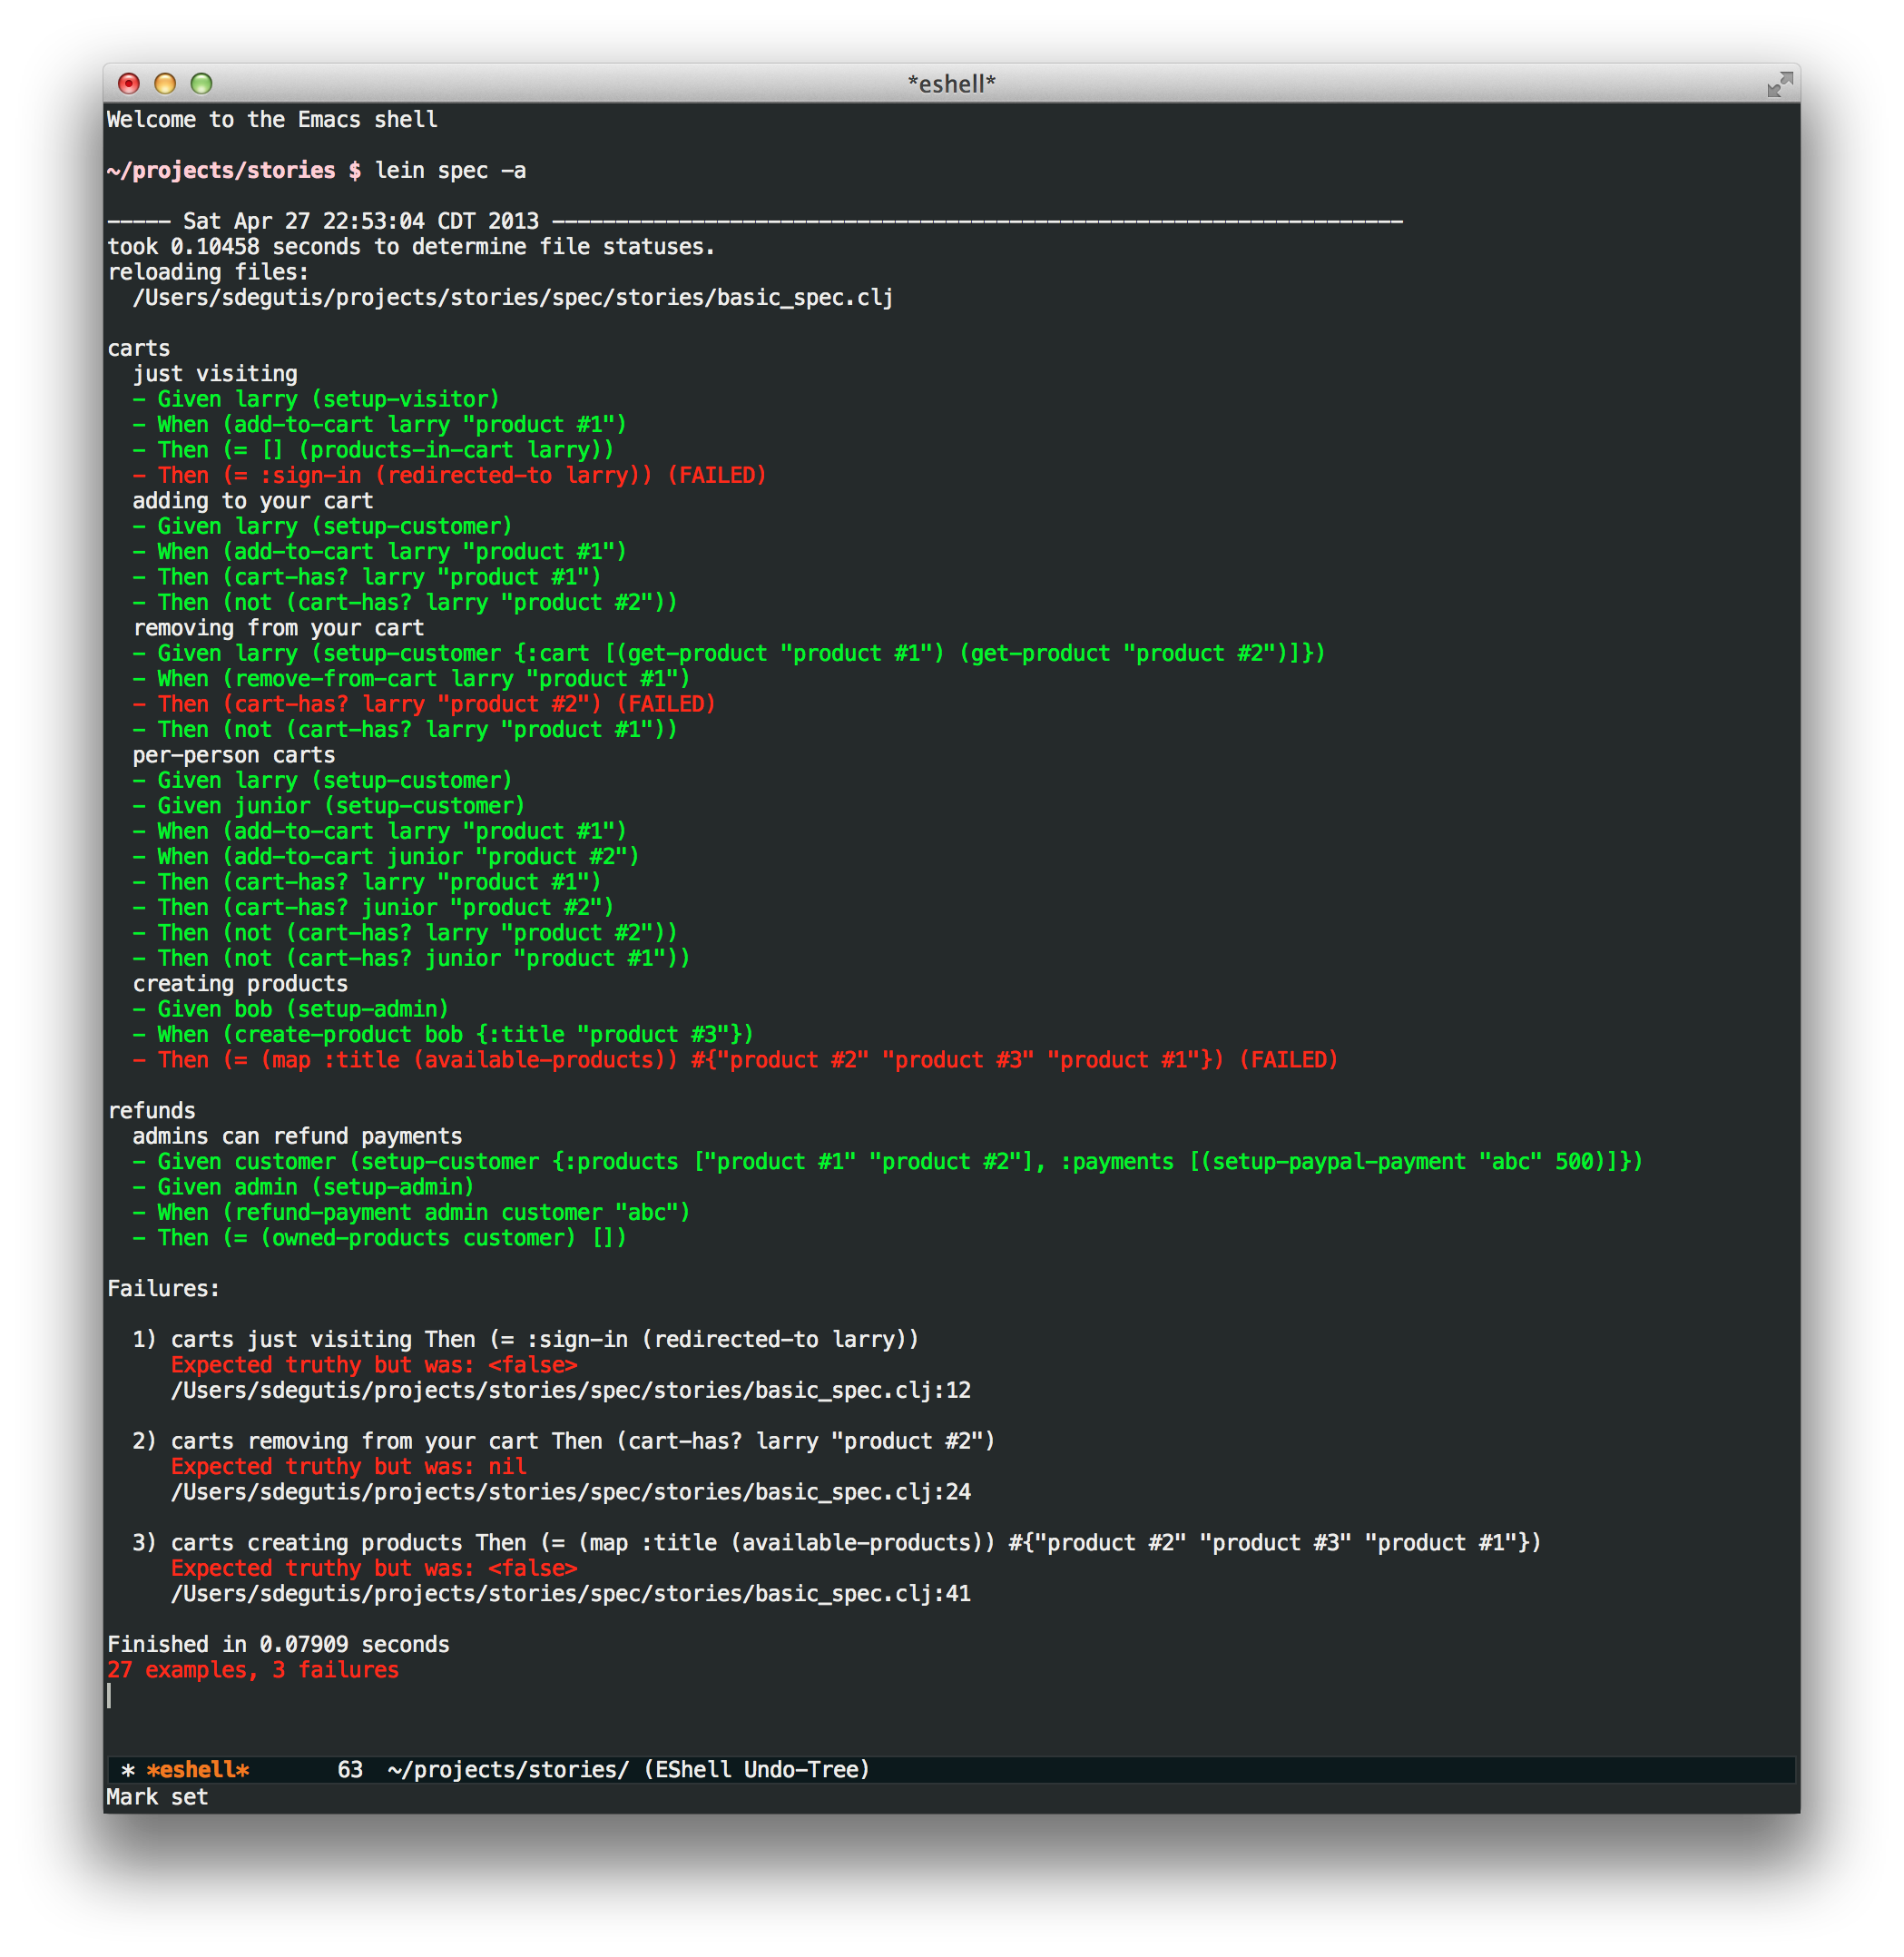 *eshell*
Welcome to the Emacs shell
~/projects/stories $ lein spec -a
----- Sat Apr 27 22:53:04 CDT 2013 -------------------------------------------------------------------
took 0.10458 seconds to determine file statuses.
reloading files:
  /Users/sdegutis/projects/stories/spec/stories/basic_spec.clj
carts
  just visiting
  - Given larry (setup-visitor)
  - When (add-to-cart larry "product #1")
  - Then (= [] (products-in-cart larry))
  - Then (= :sign-in (redirected-to larry)) (FAILED)
  adding to your cart
  - Given larry (setup-customer)
  - When (add-to-cart larry "product #1")
  - Then (cart-has? larry "product #1")
  - Then (not (cart-has? larry "product #2"))
  removing from your cart
  - Given larry (setup-customer {:cart [(get-product "product #1") (get-product "product #2")]})
  - When (remove-from-cart larry "product #1")
  - Then (cart-has? larry "product #2") (FAILED)
  - Then (not (cart-has? larry "product #1"))
  per-person carts
  - Given larry (setup-customer)
  - Given junior (setup-customer)
  - When (add-to-cart larry "product #1")
  - When (add-to-cart junior "product #2")
  - Then (cart-has? larry "product #1")
  - Then (cart-has? junior "product #2")
  - Then (not (cart-has? larry "product #2"))
  - Then (not (cart-has? junior "product #1"))
  creating products
  - Given bob (setup-admin)
  - When (create-product bob {:title "product #3"})
  - Then (= (map :title (available-products)) #{"product #2" "product #3" "product #1"}) (FAILED)
refunds
  admins can refund payments
  - Given customer (setup-customer {:products ["product #1" "product #2"], :payments [(setup-paypal-payment "abc" 500)]})
  - Given admin (setup-admin)
  - When (refund-payment admin customer "abc")
  - Then (= (owned-products customer) [])
Failures:
  1) carts just visiting Then (= :sign-in (redirected-to larry))
     Expected truthy but was: <false>
     /Users/sdegutis/projects/stories/spec/stories/basic_spec.clj:12
  2) carts removing from your cart Then (cart-has? larry "product #2")
     Expected truthy but was: nil
     /Users/sdegutis/projects/stories/spec/stories/basic_spec.clj:24
  3) carts creating products Then (= (map :title (available-products)) #{"product #2" "product #3" "product #1"})
     Expected truthy but was: <false>
     /Users/sdegutis/projects/stories/spec/stories/basic_spec.clj:41
Finished in 0.07909 seconds
27 examples, 3 failures
* *eshell*       63  ~/projects/stories/ (EShell Undo-Tree)
Mark set